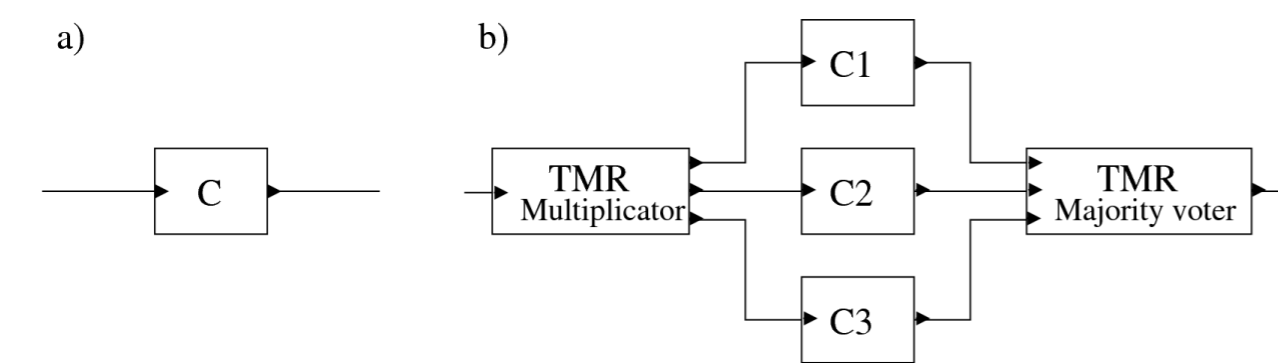 a)
C
b)
TMR
Multiplicator
C1
C2
C3
TMR
Majority voter